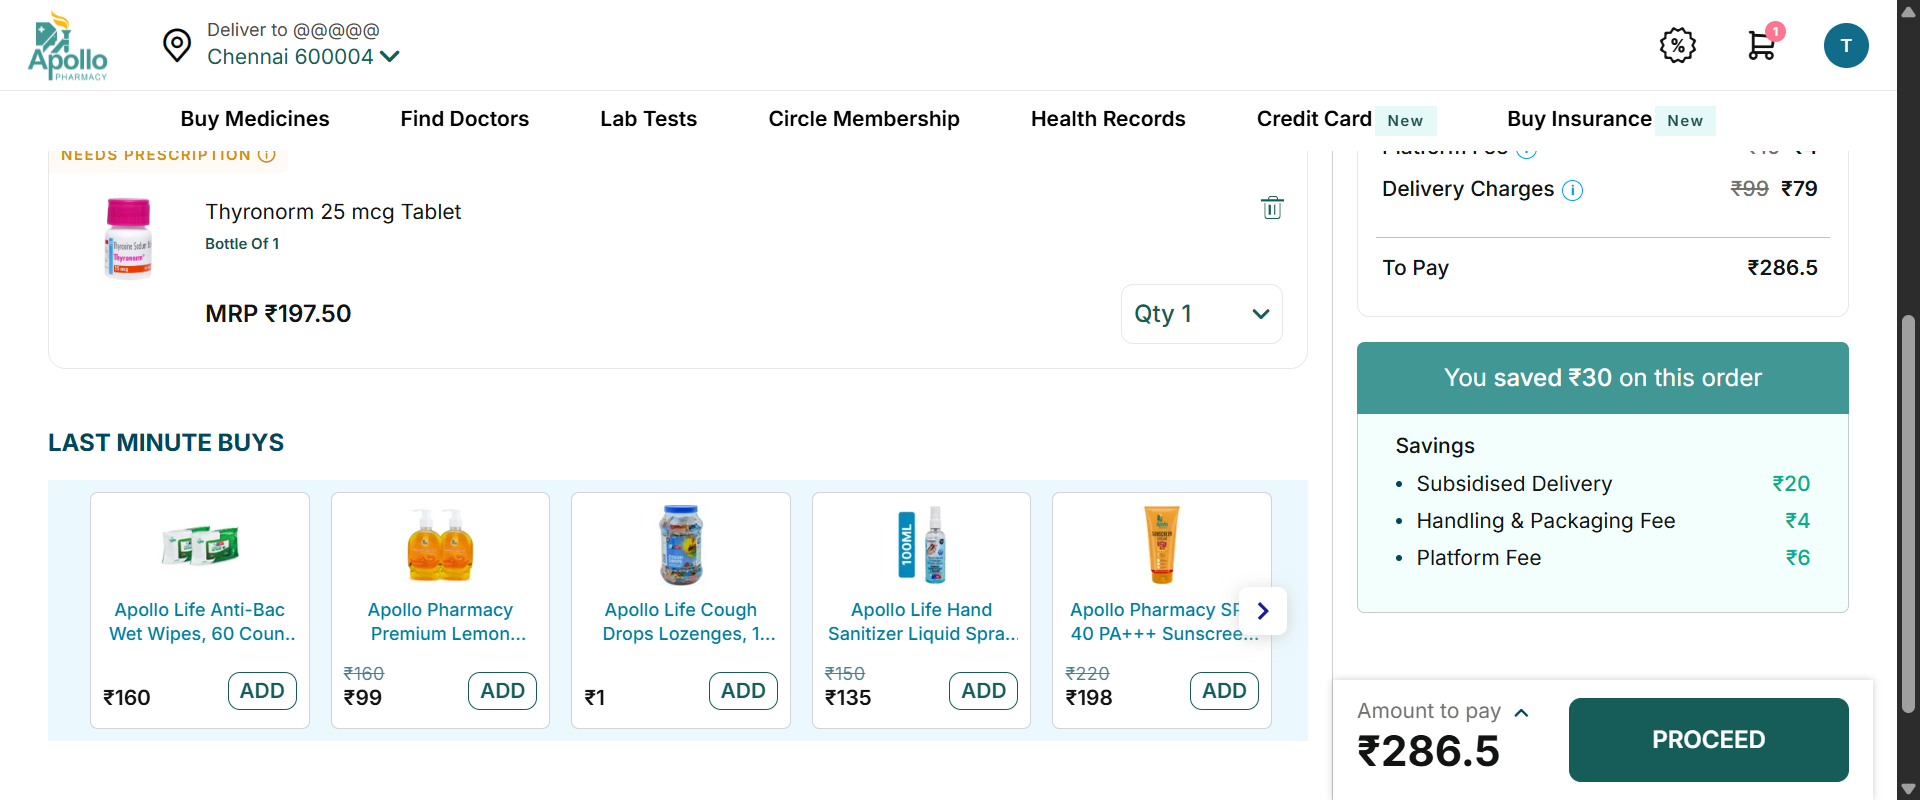 Apollo
PHARMACY
Deliver to @@@@@
Chennai 600004
1
T
Buy Medicines
Find Doctors
Lab Tests
Circle Membership
Health Records
Credit Card New
Buy Insurance New
NEEDS PRESCRIPTION
Thyronorm 25 mcg Tablet
Bottle Of 1
MRP ₹197.50
Qty 1
LAST MINUTE BUYS
Apollo Life Anti-Bac
Wet Wipes, 60 Coun..
₹160
ADD
Apollo Pharmacy
Premium Lemon...
₹160
₹99
ADD
Apollo Life Cough
Drops Lozenges, 1...
₹1
ADD
100ML
Apollo Life Hand
Sanitizer Liquid Spra...
₹150
₹135
ADD
Apollo Pharmacy SP
40 PA+++ Sunscree...
₹220
₹198
ADD
Platform Fee
Delivery Charges ₹99 ₹79
To Pay ₹286.5
You saved ₹30 on this order
Savings
• Subsidised Delivery ₹20
• Handling & Packaging Fee ₹4
• Platform Fee ₹6
Amount to pay
₹286.5
PROCEED